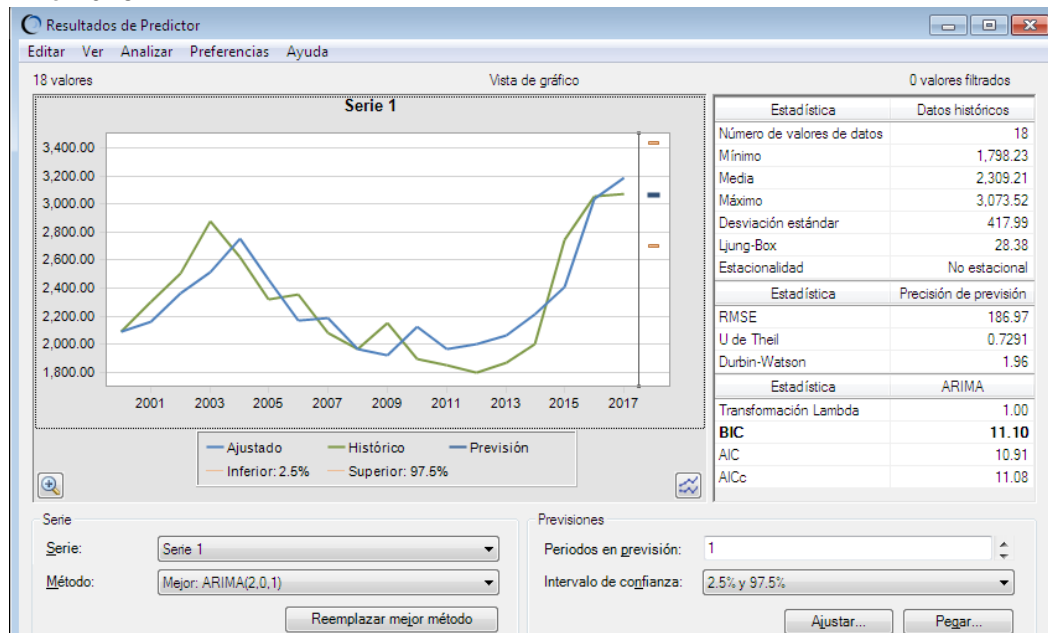 Resultados de Predictor
Editar Ver Analizar Preferencias Ayuda
18 valores Vista de gráfico 0 valores filtrados
Serie 1
3,400.00
3,200.00
3,000.00
2,800.00
2,600.00
2,400.00
2,200.00
2,000.00
1,800.00
2001 2003 2005 2007 2009 2011 2013 2015 2017
Ajustado Histórico Previsión
Inferior: 2.5% Superior: 97.5%
Estadística Datos históricos
Número de valores de datos 18
Mínimo 1,798.23
Media 2,309.21
Máximo 3,073.52
Desviación estándar 417.99
Ljung-Box 28.38
Estacionalidad No estacional
Estadística Precisión de previsión
RMSE 186.97
U de Theil 0.7291
Durbin-Watson 1.96
Estadística ARIMA
Transformación Lambda 1.00
BIC 11.10
AIC 10.91
AICc 11.08
Serie
Serie: Serie 1
Método: Mejor: ARIMA(2,0,1)
Reemplazar mejor método
Previsiones
Periodos en previsión: 1
Intervalo de confianza: 2.5% y 97.5%
Ajustar... Pegar...